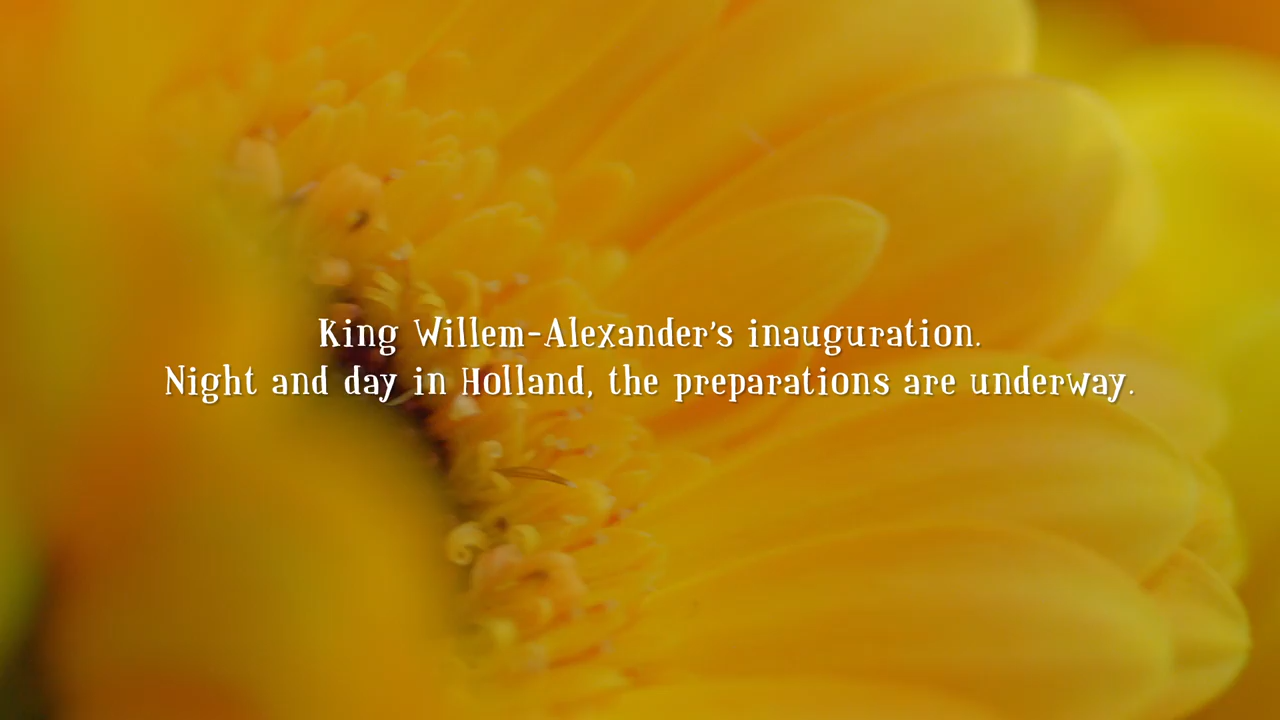 King Willem-Alexander's inauguration.
Night and day in Holland, the preparations are underway.